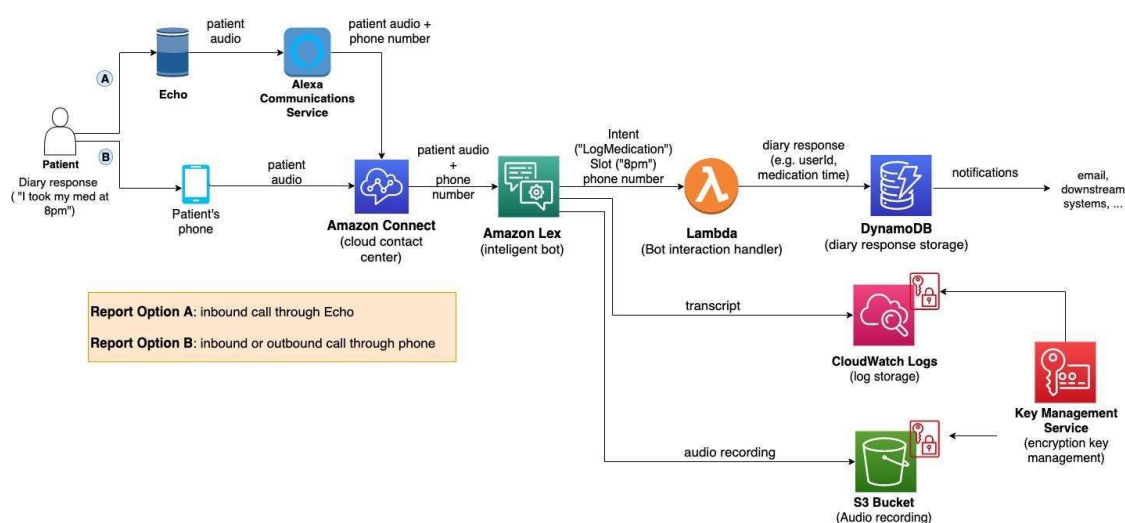 patient
audio
patient audio +
phone number
A
Echo
Alexa
Communications
Service
B
Patient
Diary response
( "I took my med at
8pm")
Patient's
phone
patient
audio
Amazon Connect
(cloud contact
center)
patient audio
+
phone
number
Amazon Lex
(inteligent bot)
Intent
("LogMedication")
Slot ("8pm")
phone number
Lambda
(Bot interaction handler)
diary response
(e.g. userId,
medication time)
DynamoDB
(diary response storage)
notifications
email,
downstream
systems, ...
Report Option A: inbound call through Echo
Report Option B: inbound or outbound call through phone
transcript
CloudWatch Logs
(log storage)
Key Management
Service
(encryption key
management)
audio recording
S3 Bucket
(Audio recording)